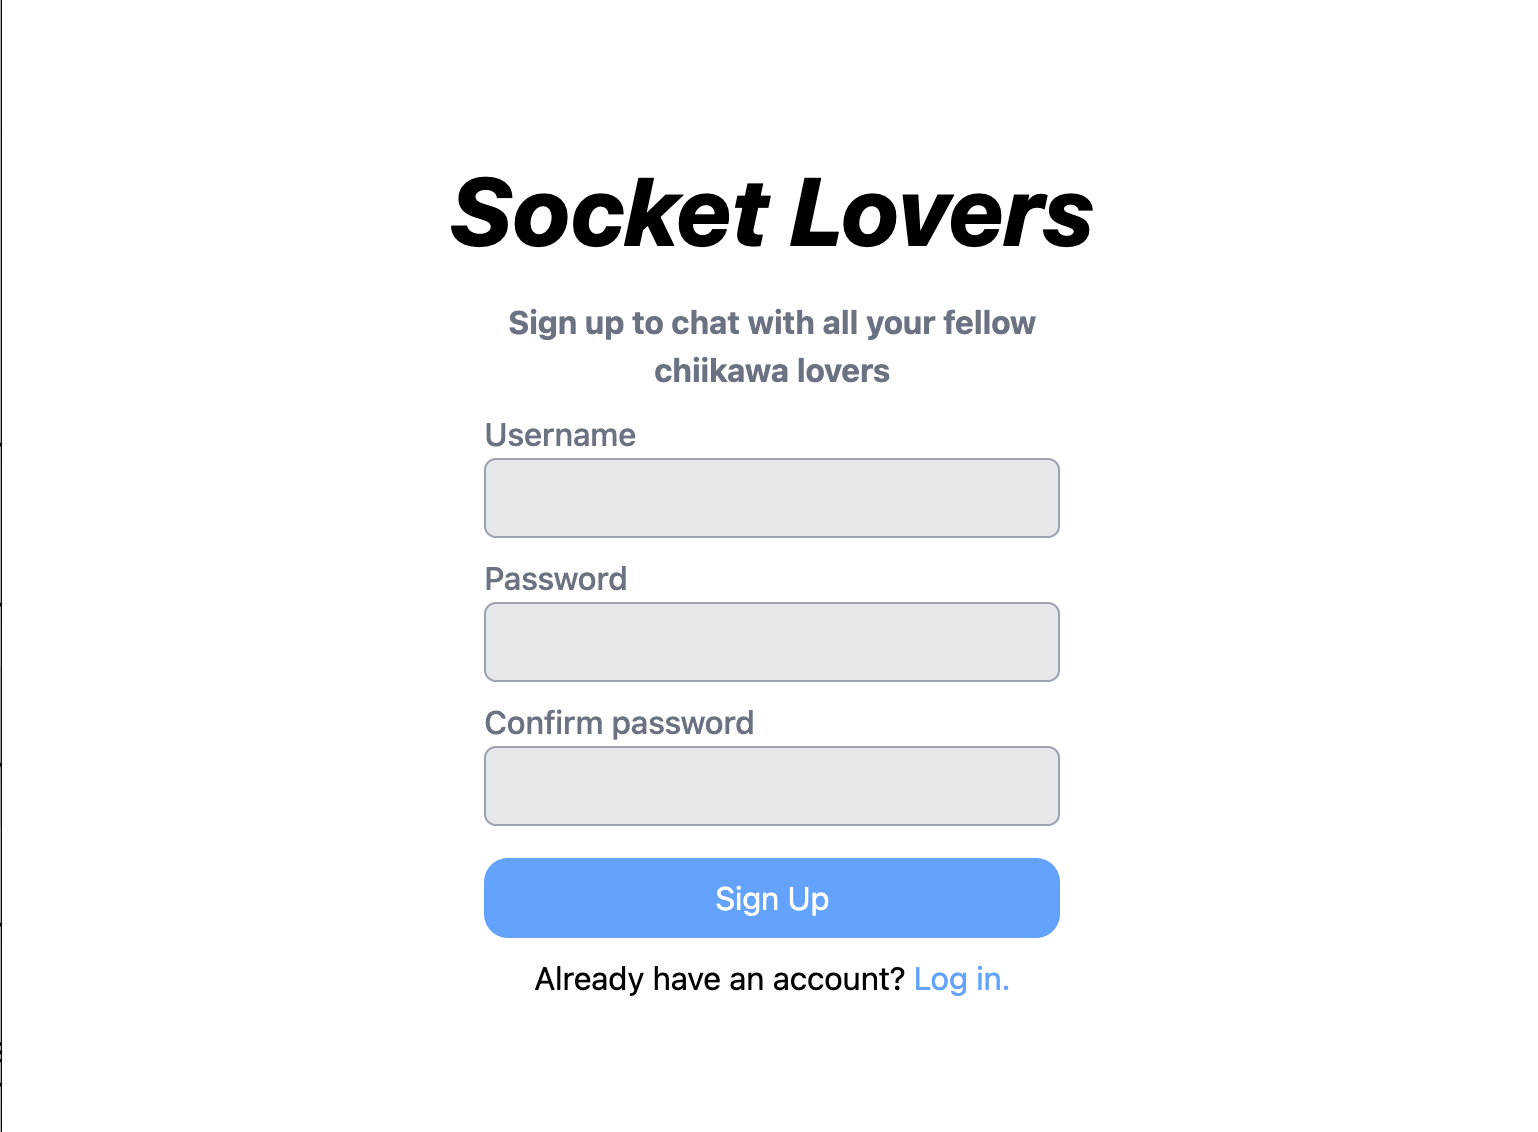 Socket Lovers
Sign up to chat with all your fellow
chiikawa lovers
Username
Password
Confirm password
Sign Up
Already have an account? Log in.